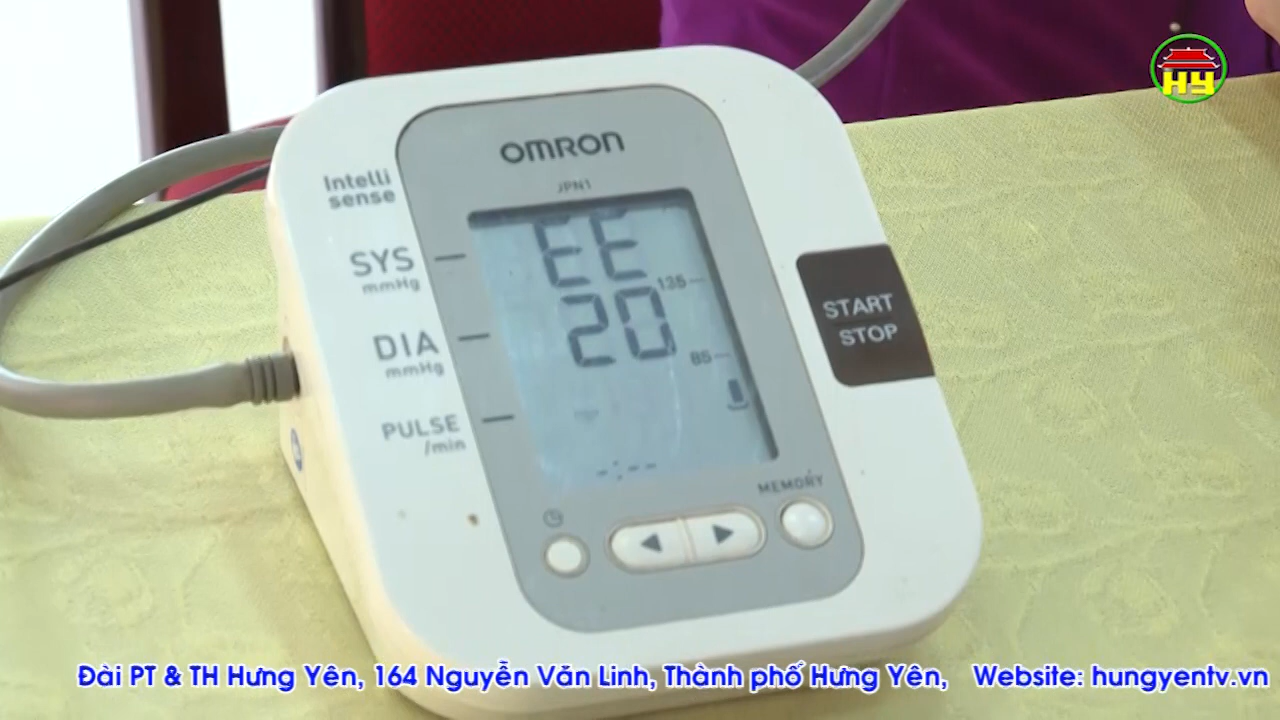 HY
OMRON
JPN1
Intelli
sense
EE
SYS
mmHg
135
20
DIA
mmHg
85
PULSE
/min
START
STOP
MEMORY
Đài PT & TH Hưng Yên, 164 Nguyễn Văn Linh, Thành phố Hưng Yên, Website: hungyentv.vn